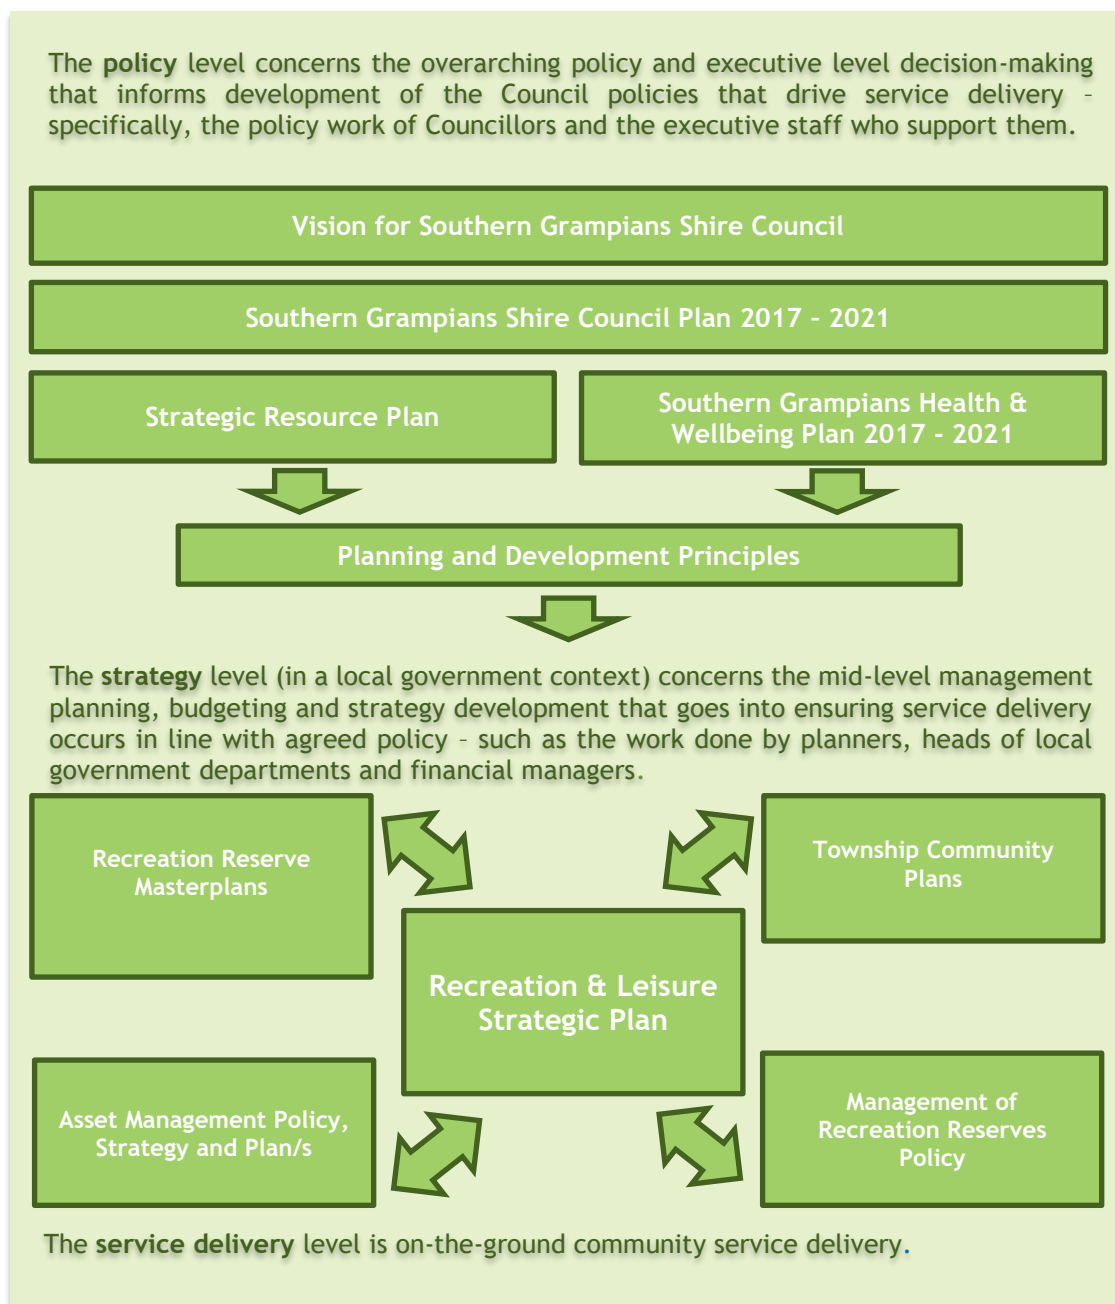 The policy level concerns the overarching policy and executive level decision-making
that informs development of the Council policies that drive service delivery –
specifically, the policy work of Councillors and the executive staff who support them.
Vision for Southern Grampians Shire Council
Southern Grampians Shire Council Plan 2017 – 2021
Strategic Resource Plan
Southern Grampians Health &
Wellbeing Plan 2017 - 2021
Planning and Development Principles
The strategy level (in a local government context) concerns the mid-level management
planning, budgeting and strategy development that goes into ensuring service delivery
occurs in line with agreed policy – such as the work done by planners, heads of local
government departments and financial managers.
Recreation Reserve
Masterplans
Township Community
Plans
Recreation & Leisure
Strategic Plan
Asset Management Policy,
Strategy and Plan/s
Management of
Recreation Reserves
Policy
The service delivery level is on-the-ground community service delivery.